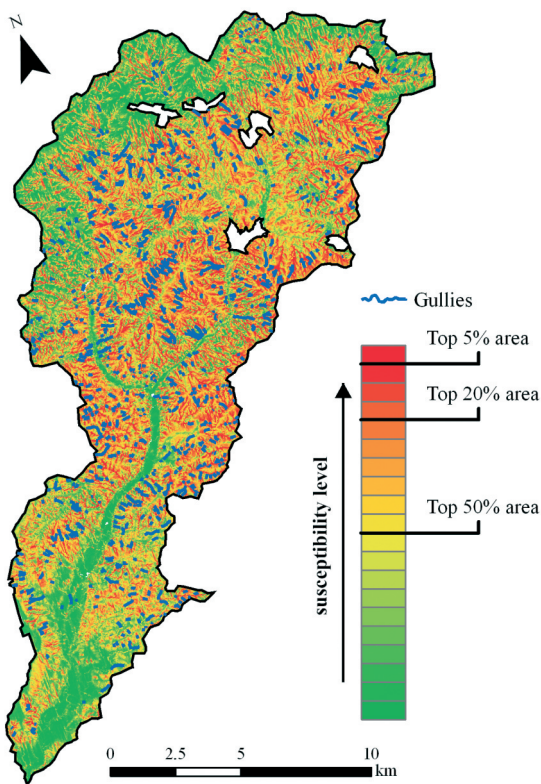 N
Gullies
Top 5% area
Top 20% area
Top 50% area
susceptibility level
0 2.5 5 10
km